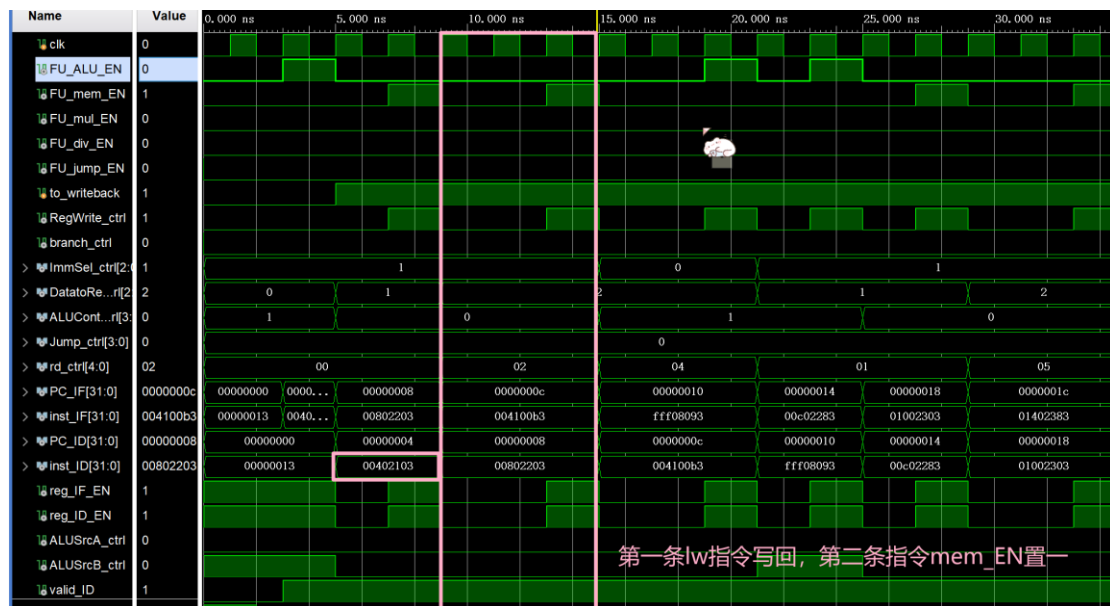 Name Value 0.000 ns 5.000 ns 10.000 ns 15.000 ns 20.000 ns 25.000 ns 30.000 ns
clk 0
FU_ALU_EN 0
FU_mem_EN 1
FU_mul_EN 0
FU_div_EN 0
FU_jump_EN 0
to_writeback 1
RegWrite_ctrl 1
branch_ctrl 0
ImmSel_ctrl[2:0 1 1 0 1
DatatoRe...rl[2: 2 0 1 2 1 2
ALUCont...rl[3: 0 1 0 1 0
Jump_ctrl[3:0] 0 0
rd_ctrl[4:0] 02 00 02 04 01 05
PC_IF[31:0] 0000000c 00000000 0000... 00000008 0000000c 00000010 00000014 00000018 0000001c
inst_IF[31:0] 004100b3 00000013 0040... 00802203 004100b3 fff08093 00c02283 01002303 01402383
PC_ID[31:0] 00000008 00000000 00000004 00000008 0000000c 00000010 00000014 00000018
inst_ID[31:0] 00802203 00000013 00402103 00802203 004100b3 fff08093 00c02283 01002303
reg_IF_EN 1
reg_ID_EN 1
ALUSrcA_ctrl 0
ALUSrcB_ctrl 0
第一条lw指令写回，第二条指令mem_EN置一
valid_ID 1